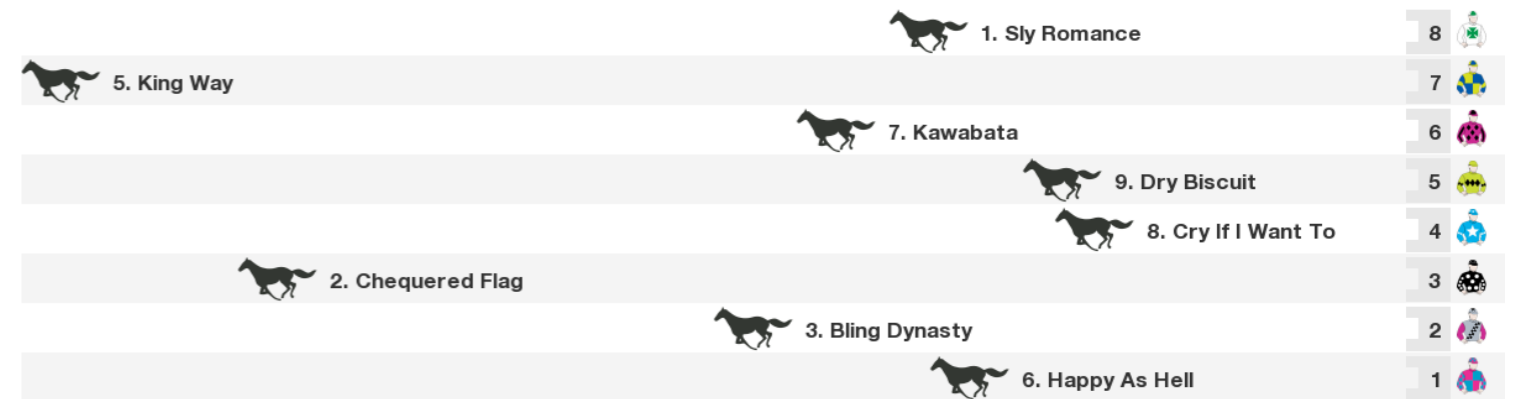 1. Sly Romance 8
5. King Way 7
7. Kawabata 6
9. Dry Biscuit 5
8. Cry If I Want To 4
2. Chequered Flag 3
3. Bling Dynasty 2
6. Happy As Hell 1